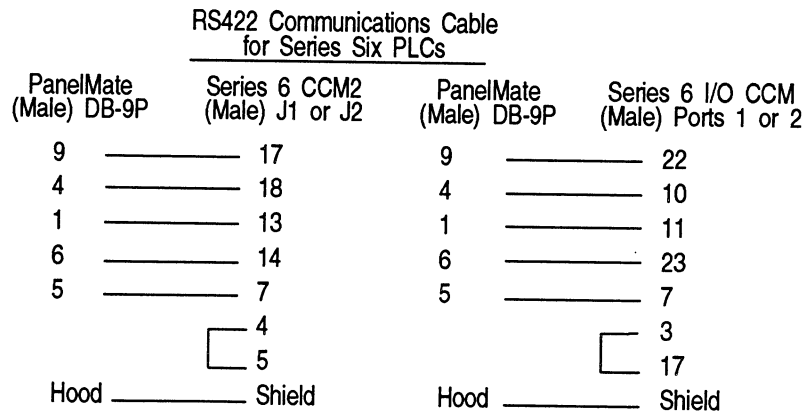 RS422 Communications Cable
for Series Six PLCs
PanelMate Series 6 CCM2 PanelMate Series 6 I/O CCM
(Male) DB-9P (Male) J1 or J2 (Male) DB-9P (Male) Ports 1 or 2
9 17 9 22
4 18 4 10
1 13 1 11
6 14 6 23
5 7 5 7
4 3
5 17
Hood Shield Hood Shield